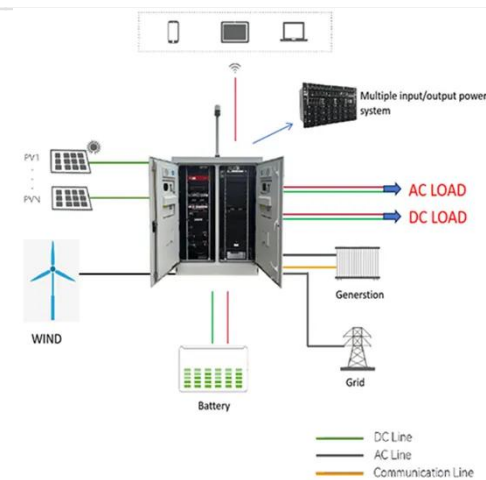 Multiple input/output power
system
PV1
PVN
AC LOAD
DC LOAD
WIND
Generstion
Grid
Battery
DC Line
AC Line
Communication Line